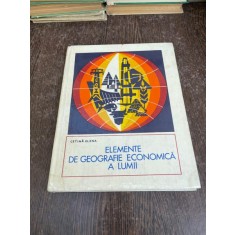 ELEMENTE
DE GEOGRAFIE ECONOMICĂ
A LUMII